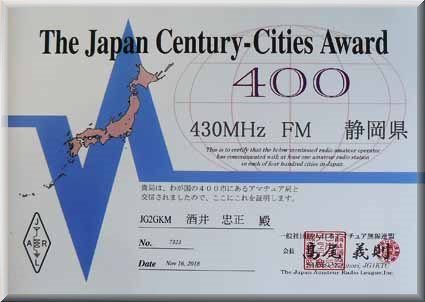 The Japan Century-Cities Award
400
430MHz FM 静岡県
This is to certify that the below mentioned radio amateur operator
has communicated with at least one amateur radio station
in each of four hundred cities in Japan.
貴局は、わが国の400市にあるアマチュア局と
交信されましたので、ここにこれを証明します。
JG2GKM 酒井 忠正 殿
No. 7323
Date Nov 16, 2018
J A R L
一般社団法人 日本アマチュア無線連盟
会長 髙尾 義則
JG1KTC
The Japan Amateur Radio League, Inc.